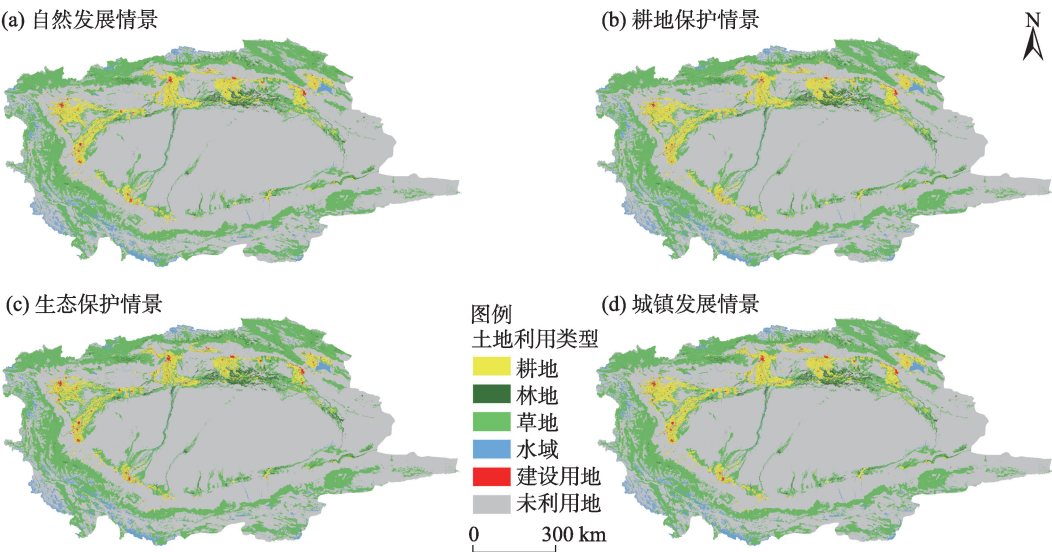 (a) 自然发展情景
(b) 耕地保护情景
N
(c) 生态保护情景
(d) 城镇发展情景
图例
土地利用类型
耕地
林地
草地
水域
建设用地
未利用地
0 300 km